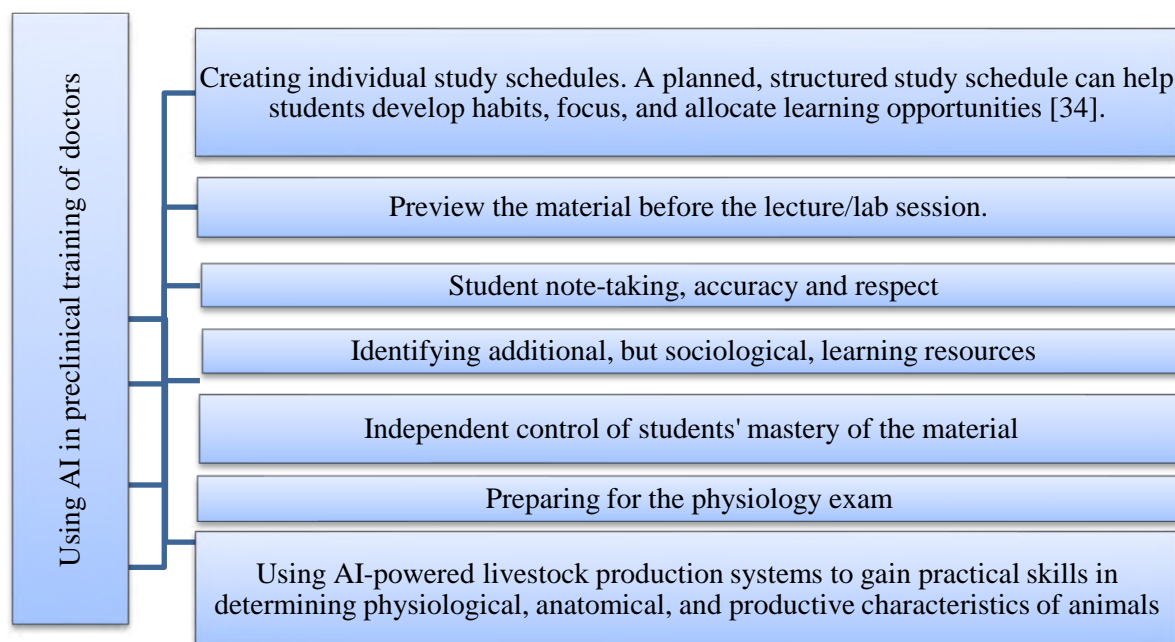 Using AI in preclinical training of doctors
Creating individual study schedules. A planned, structured study schedule can help
students develop habits, focus, and allocate learning opportunities [34].
Preview the material before the lecture/lab session.
Student note-taking, accuracy and respect
Identifying additional, but sociological, learning resources
Independent control of students' mastery of the material
Preparing for the physiology exam
Using AI-powered livestock production systems to gain practical skills in
determining physiological, anatomical, and productive characteristics of animals